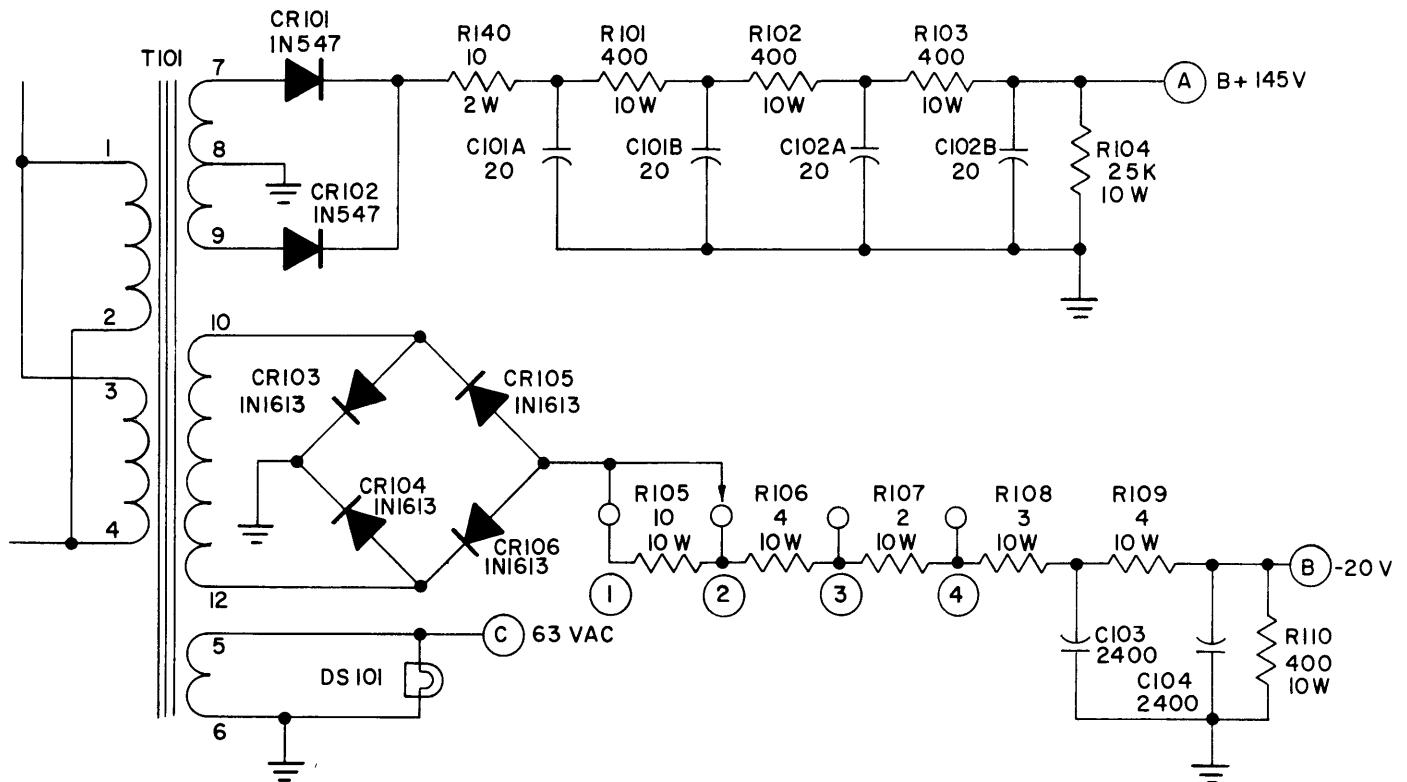 CR101
1N547
T101
7
8
9
CR102
1N547
R140
10
2W
R101
400
10W
R102
400
10W
R103
400
10W
A B+ 145V
C101A
20
C101B
20
C102A
20
C102B
20
R104
25K
10W
1
2
3
4
10
12
CR103
1N1613
CR105
1N1613
CR104
1N1613
CR106
1N1613
R105
10
10W
R106
4
10W
R107
2
10W
R108
3
10W
R109
4
10W
1
2
3
4
B -20V
5
6
C 63 VAC
DS101
C103
2400
C104
2400
R110
400
10W